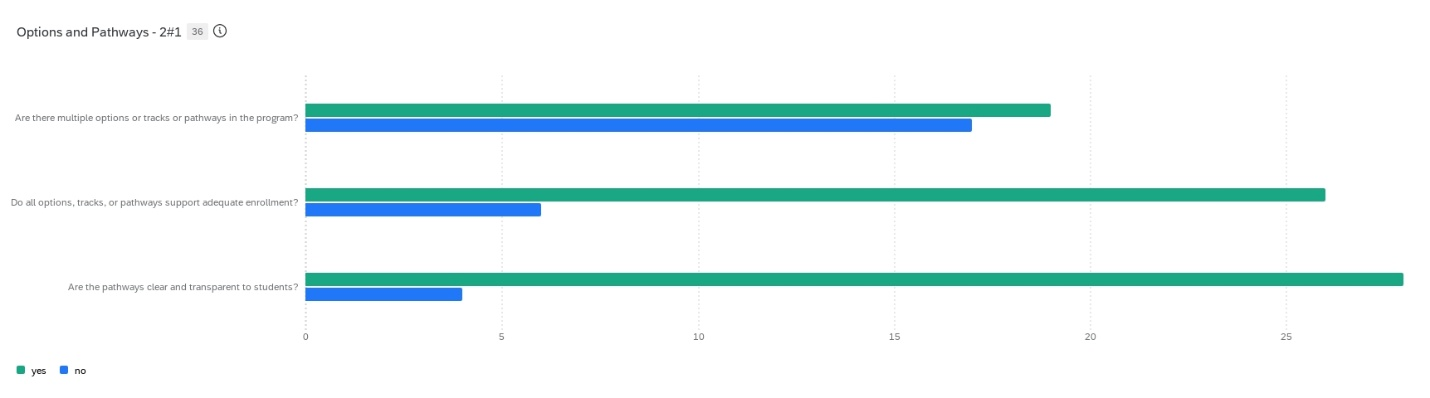 Options and Pathways - 2#1 36
Are there multiple options or tracks or pathways in the program?
Do all options, tracks, or pathways support adequate enrollment?
Are the pathways clear and transparent to students?
0 5 10 15 20 25
yes no